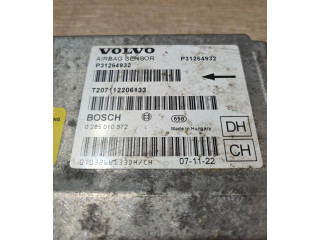 VOLVO
AIRBAG SENSOR P31264932
P31264932
T207112206133
BOSCH 698
0 285 010 372 Made in Hungary
DH
CH
07-11-22